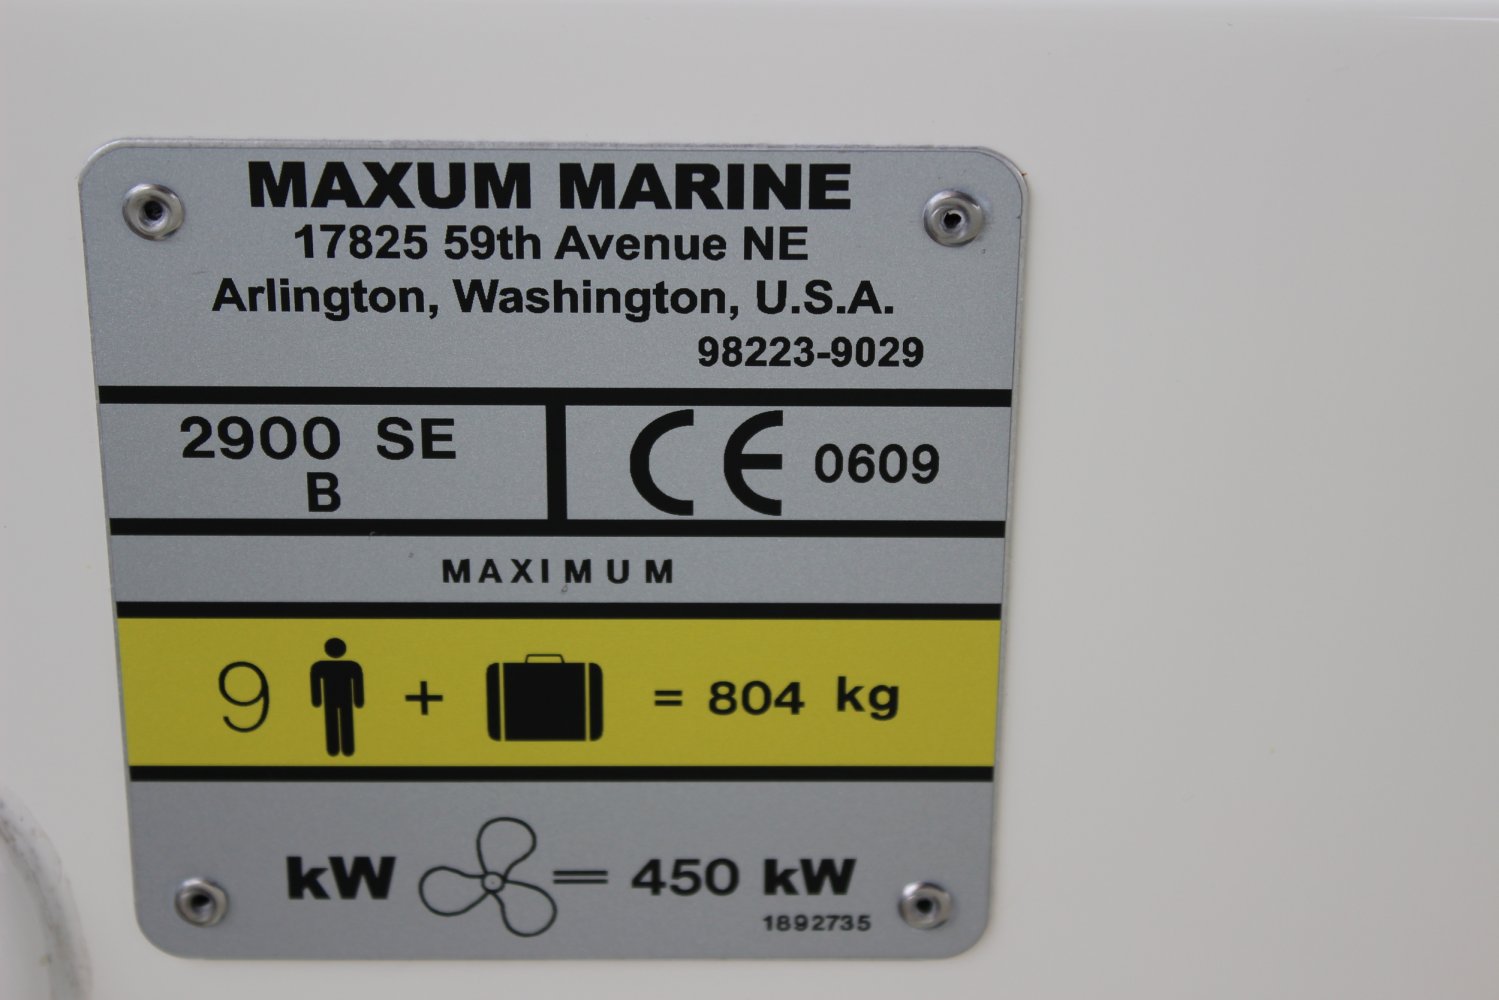 MAXUM MARINE
17825 59th Avenue NE
Arlington, Washington, U.S.A.
98223-9029
2900 SE
B
CE 0609
MAXIMUM
9 + = 804 kg
kW = 450 kW
1892735